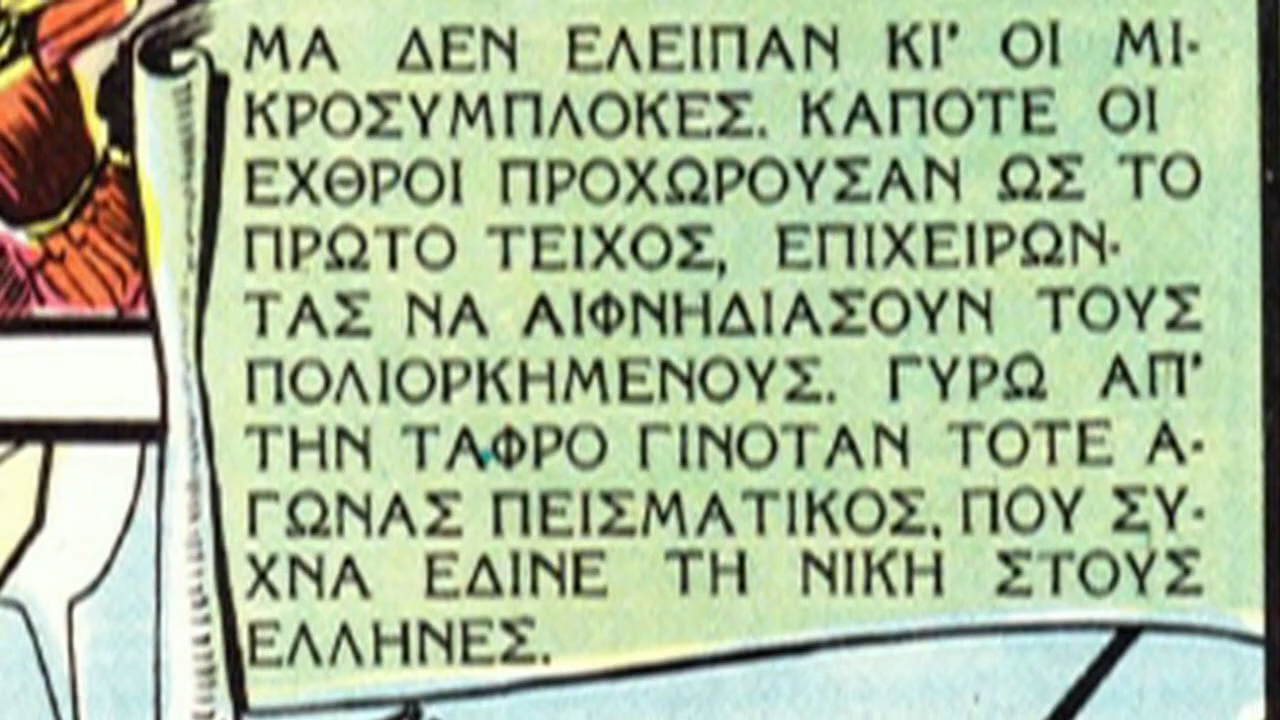 ΜΑ ΔΕΝ ΕΛΕΙΠΑΝ ΚΙ' ΟΙ ΜΙ-
ΚΡΟΣΥΜΠΛΟΚΕΣ. ΚΑΠΟΤΕ ΟΙ
ΕΧΘΡΟΙ ΠΡΟΧΩΡΟΥΣΑΝ ΩΣ ΤΟ
ΠΡΩΤΟ ΤΕΙΧΟΣ, ΕΠΙΧΕΙΡΩΝ-
ΤΑΣ ΝΑ ΑΙΦΝΗΔΙΑΣΟΥΝ ΤΟΥΣ
ΠΟΛΙΟΡΚΗΜΕΝΟΥΣ. ΓΥΡΩ ΑΠ'
ΤΗΝ ΤΑΦΡΟ ΓΙΝΟΤΑΝ ΤΟΤΕ Α-
ΓΩΝΑΣ ΠΕΙΣΜΑΤΙΚΟΣ, ΠΟΥ ΣΥ-
ΧΝΑ ΕΔΙΝΕ ΤΗ ΝΙΚΗ ΣΤΟΥΣ
ΕΛΛΗΝΕΣ.